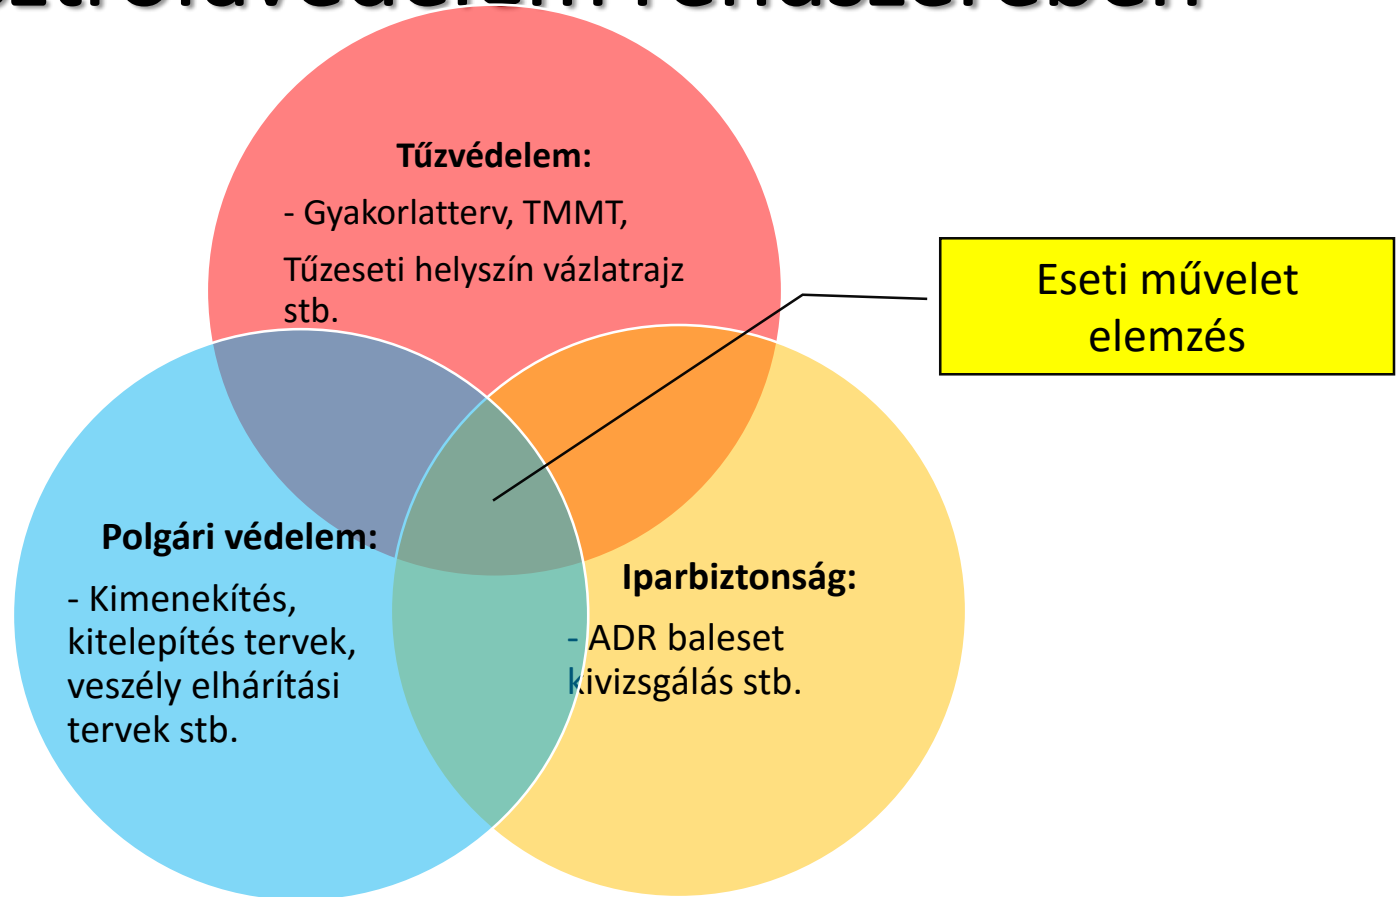 rendszerében
Tűzvédelem:
- Gyakorlatterv, TMMT,
Tűzeseti helyszín vázlatrajz
stb.
Eseti művelet
elemzés
Polgári védelem:
- Kimenekítés,
kitelepítés tervek,
veszély elhárítási
tervek stb.
Iparbiztonság:
- ADR baleset
kivizsgálás stb.